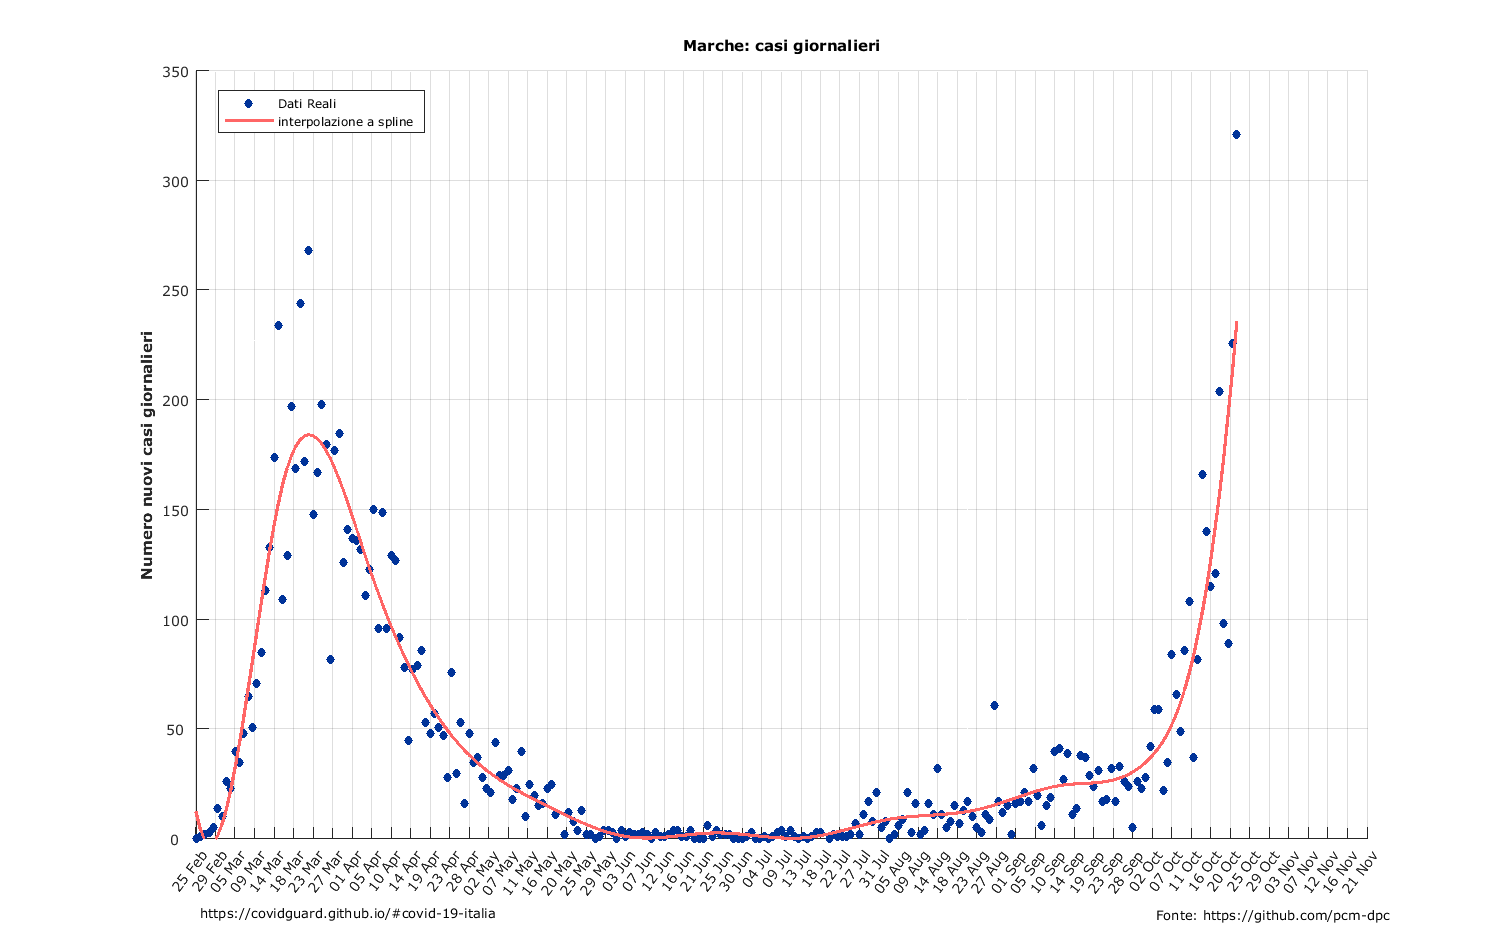 Marche: casi giornalieri
350
300
250
200
150
100
50
0
Numero nuovi casi giornalieri
Dati Reali
interpolazione a spline
25 Feb
29 Feb
05 Mar
09 Mar
14 Mar
18 Mar
23 Mar
27 Mar
01 Apr
05 Apr
10 Apr
14 Apr
19 Apr
23 Apr
28 Apr
02 May
07 May
11 May
16 May
20 May
25 May
29 May
03 Jun
07 Jun
12 Jun
16 Jun
21 Jun
25 Jun
30 Jun
04 Jul
09 Jul
13 Jul
18 Jul
22 Jul
27 Jul
31 Jul
05 Aug
09 Aug
14 Aug
18 Aug
23 Aug
27 Aug
01 Sep
05 Sep
10 Sep
14 Sep
19 Sep
23 Sep
28 Sep
02 Oct
07 Oct
11 Oct
16 Oct
20 Oct
25 Oct
29 Oct
03 Nov
07 Nov
12 Nov
16 Nov
21 Nov
https://covidguard.github.io/#covid-19-italia
Fonte: https://github.com/pcm-dpc